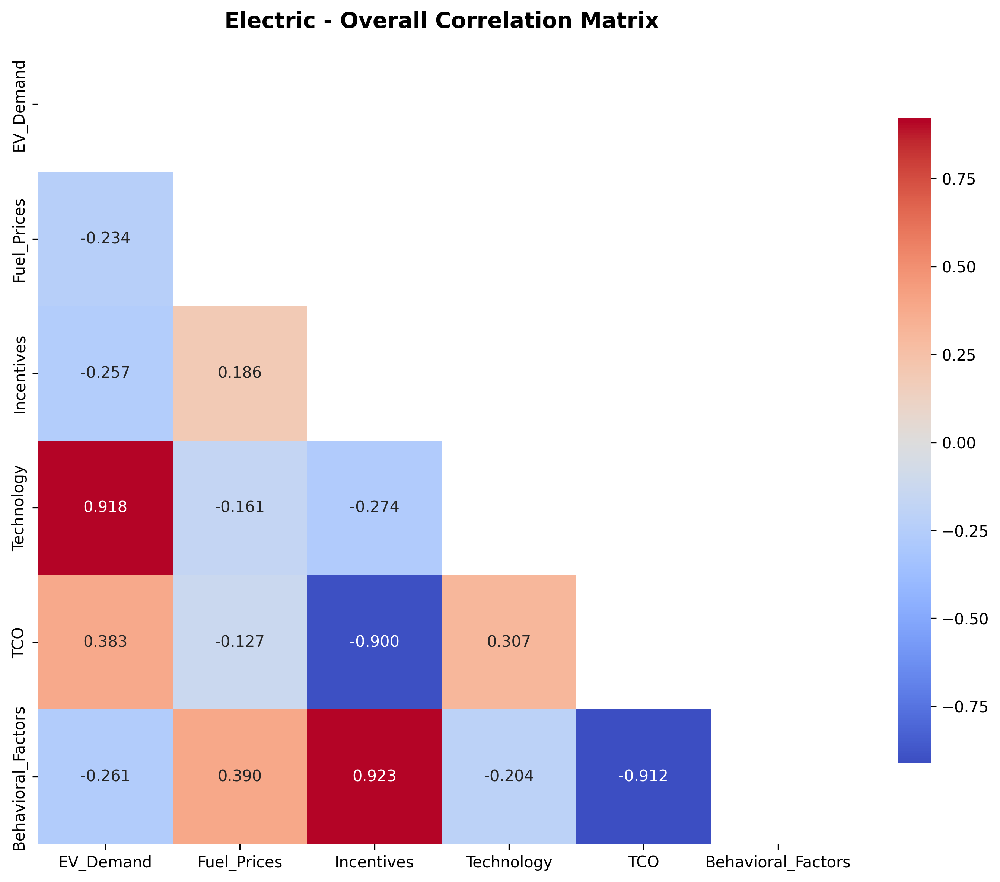 Electric - Overall Correlation Matrix
EV_Demand
Fuel_Prices
Incentives
Technology
TCO
Behavioral_Factors
-0.234
-0.257 0.186
0.918 -0.161 -0.274
0.383 -0.127 -0.900 0.307
-0.261 0.390 0.923 -0.204 -0.912
EV_Demand Fuel_Prices Incentives Technology TCO Behavioral_Factors
0.75
0.50
0.25
0.00
−0.25
−0.50
−0.75